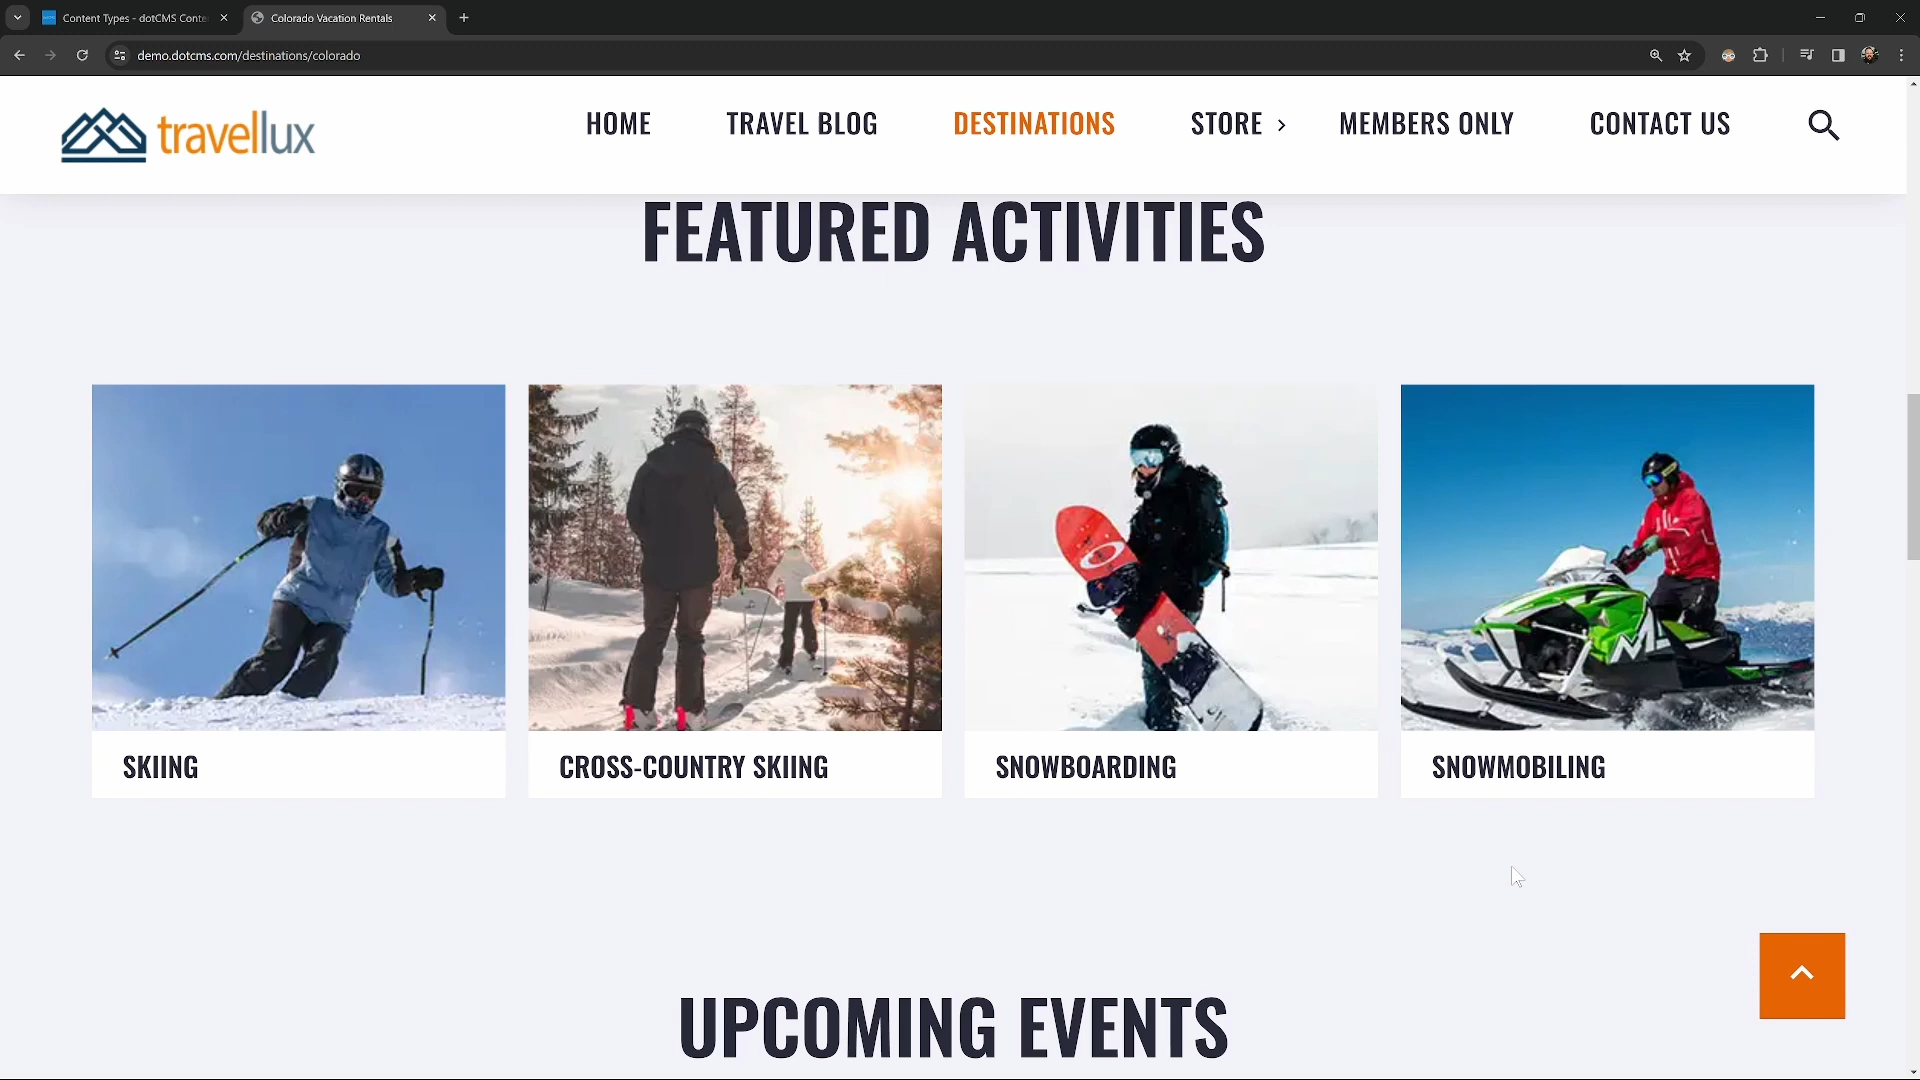 Content Types - dotCMS Conte
Colorado Vacation Rentals
demo.dotcms.com/destinations/colorado
travellux
HOME
TRAVEL BLOG
DESTINATIONS
STORE
MEMBERS ONLY
CONTACT US
FEATURED ACTIVITIES
SKIING
CROSS-COUNTRY SKIING
SNOWBOARDING
SNOWMOBILING
UPCOMING EVENTS